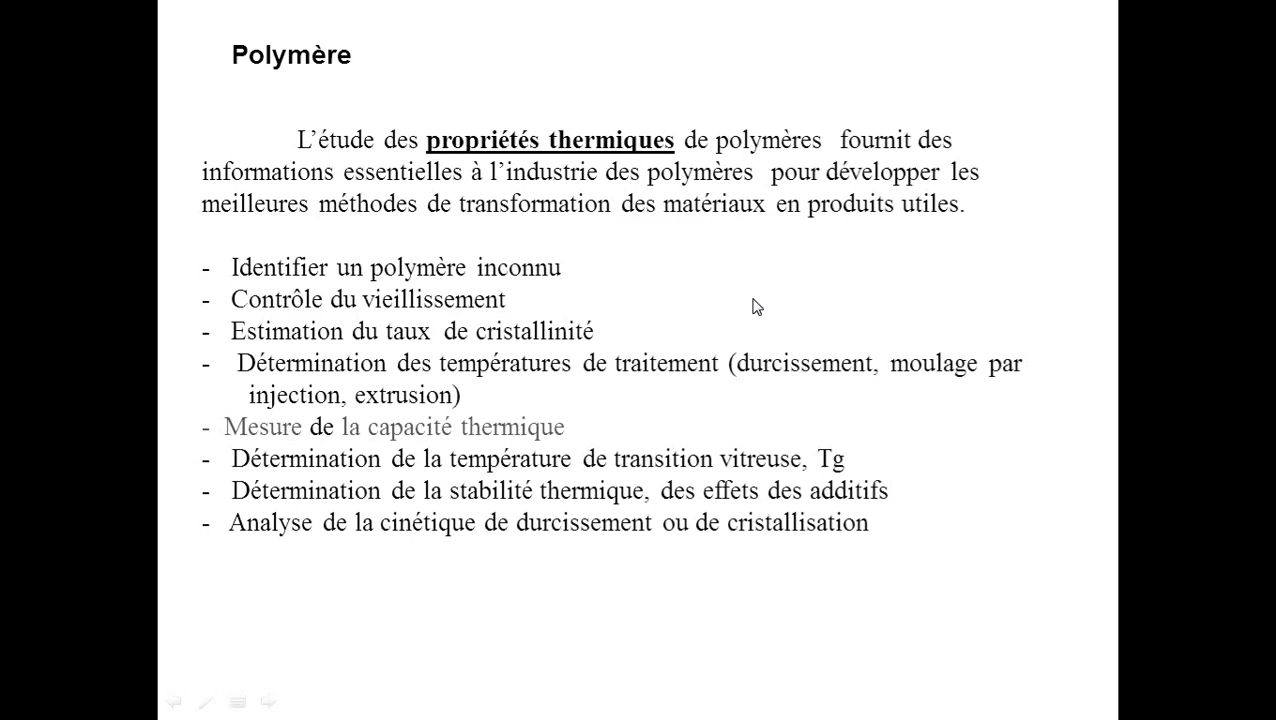 Polymère
L’étude des propriétés thermiques de polymères fournit des
informations essentielles à l’industrie des polymères pour développer les
meilleures méthodes de transformation des matériaux en produits utiles.
- Identifier un polymère inconnu
- Contrôle du vieillissement
- Estimation du taux de cristallinité
- Détermination des températures de traitement (durcissement, moulage par
injection, extrusion)
- Mesure de la capacité thermique
- Détermination de la température de transition vitreuse, Tg
- Détermination de la stabilité thermique, des effets des additifs
- Analyse de la cinétique de durcissement ou de cristallisation